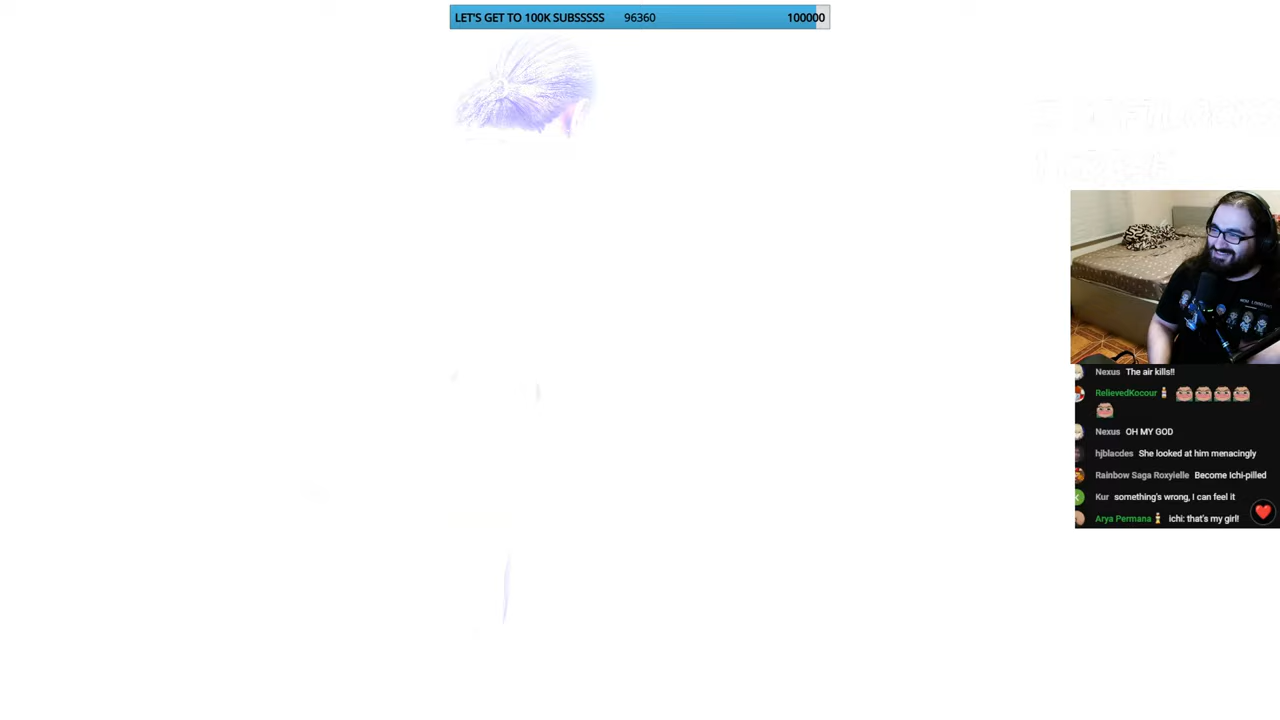 LET'S GET TO 100K SUBSSSSS 96360 100000
Nexus The air kills!!
RelievedKocour
Nexus OH MY GOD
hjblacdes She looked at him menacingly
Rainbow Saga Roxyielle Become Ichi-pilled
K Kur something's wrong, I can feel it
Arya Permana ichi: that's my girl!